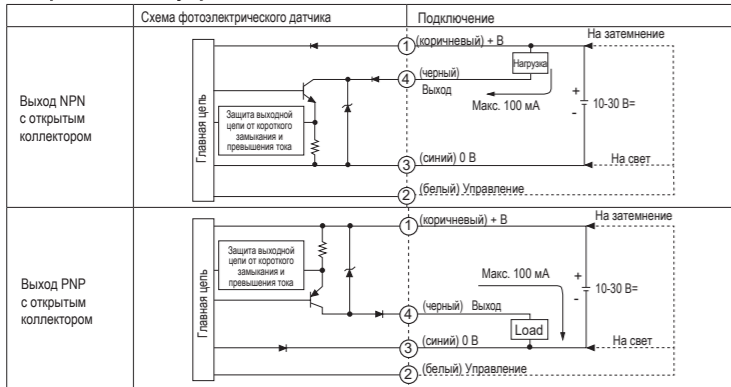 Схема фотоэлектрического датчика
Подключение
Выход NPN
с открытым
коллектором
Главная цепь
Защита выходной
цепи от короткого
замыкания и
превышения тока
1
(коричневый) + В
На затемнение
Нагрузка
4
(черный)
Выход
Макс. 100 мА
+
10-30 В=
-
3
(синий) 0 В
На свет
2
(белый) Управление
Выход PNP
с открытым
коллектором
Главная цепь
Защита выходной
цепи от короткого
замыкания и
превышения тока
1
(коричневый) + В
На затемнение
Макс. 100 мА
+
10-30 В=
-
4
(черный) Выход
Load
3
(синий) 0 В
На свет
2
(белый) Управление